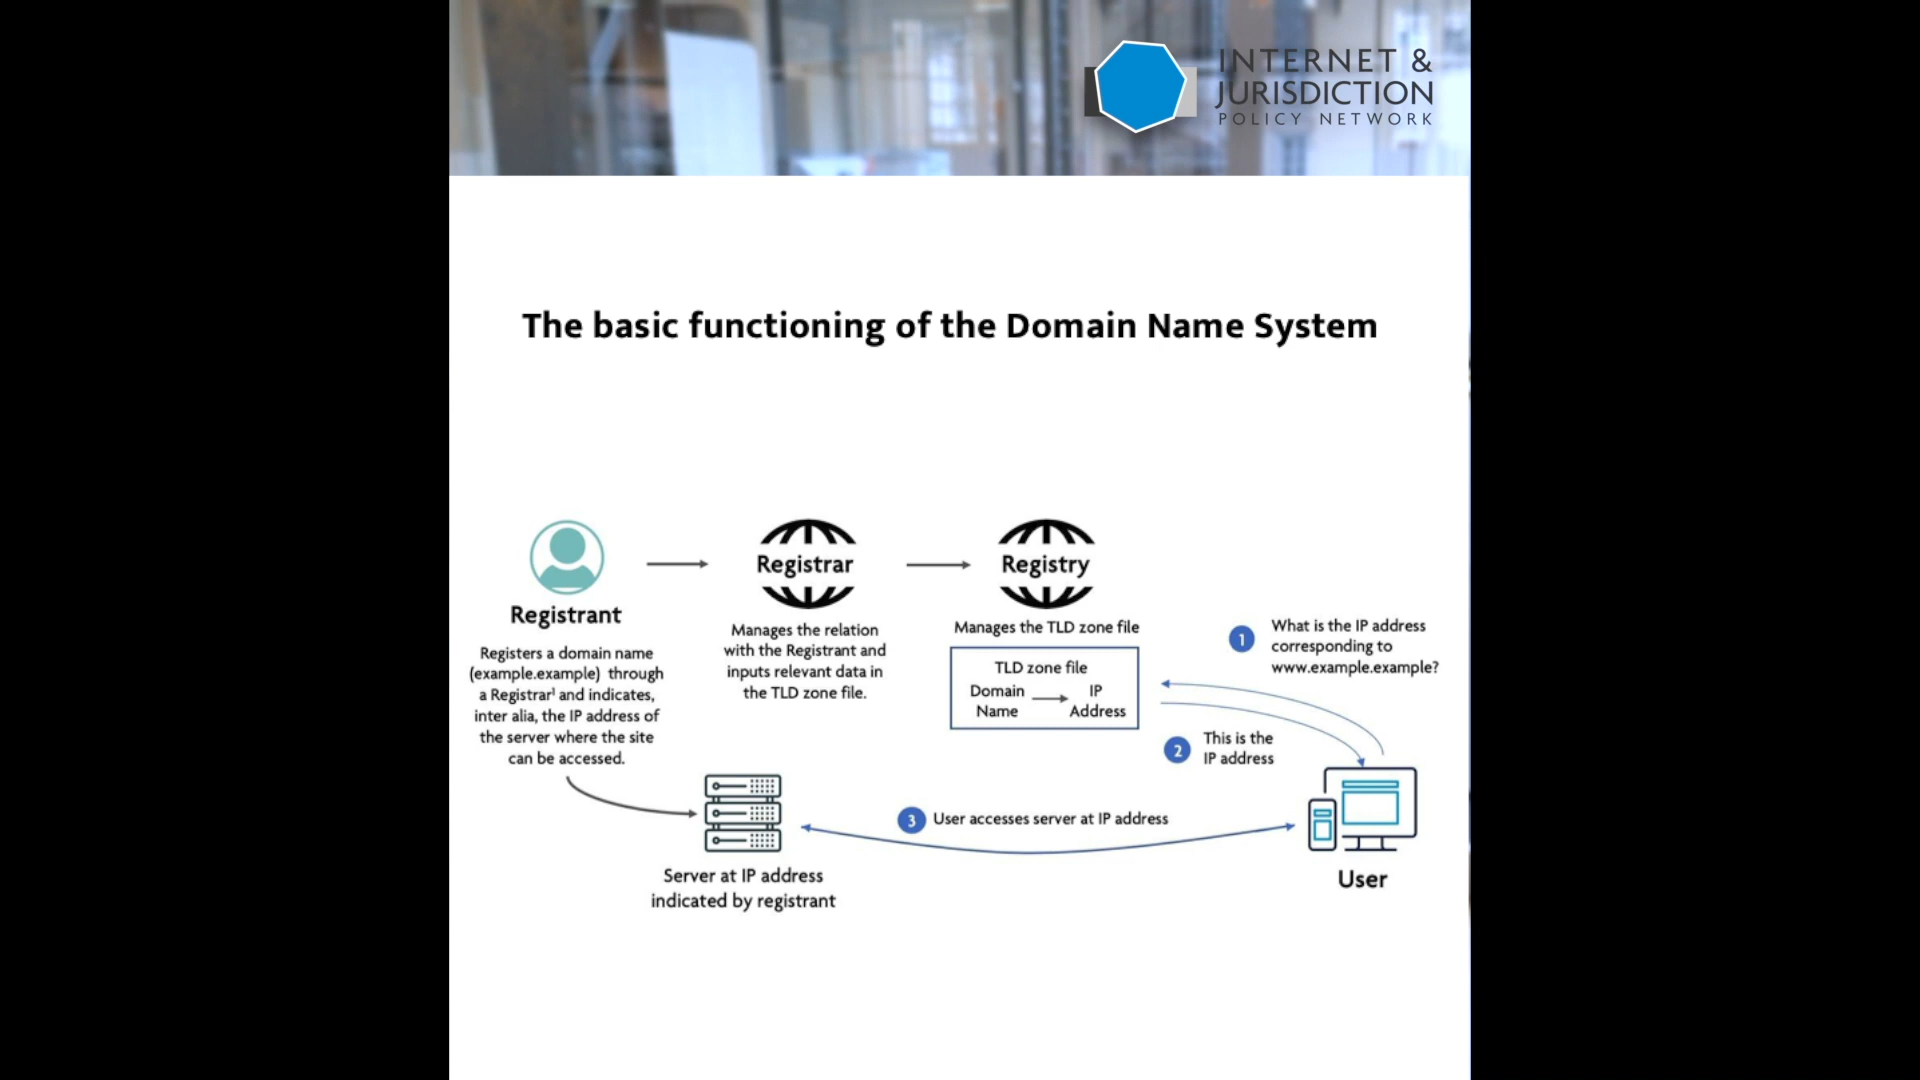 INTERNET &
JURISDICTION
POLICY NETWORK
The basic functioning of the Domain Name System
Registrant
Registers a domain name
(example.example) through
a Registrar¹ and indicates,
inter alia, the IP address of
the server where the site
can be accessed.
Registrar
Manages the relation
with the Registrant and
inputs relevant data in
the TLD zone file.
Registry
Manages the TLD zone file
TLD zone file
Domain
Name
IP
Address
1
What is the IP address
corresponding to
www.example.example?
2
This is the
IP address
3
User accesses server at IP address
Server at IP address
indicated by registrant
User